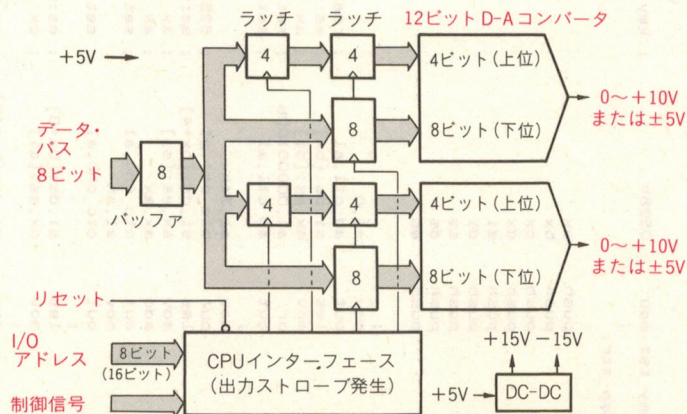 ラッチ ラッチ 12ビット D-A コンバータ
+5V
4
4
4ビット(上位)
0〜+10V
または±5V
8
8ビット(下位)
データ・
バス
8ビット
8
バッファ
4
4
4ビット(上位)
0〜+10V
または±5V
8
8ビット(下位)
リセット
I/O
アドレス
8ビット
(16ビット)
制御信号
CPUインターフェース
(出力ストローブ発生)
+15V −15V
+5V
DC-DC